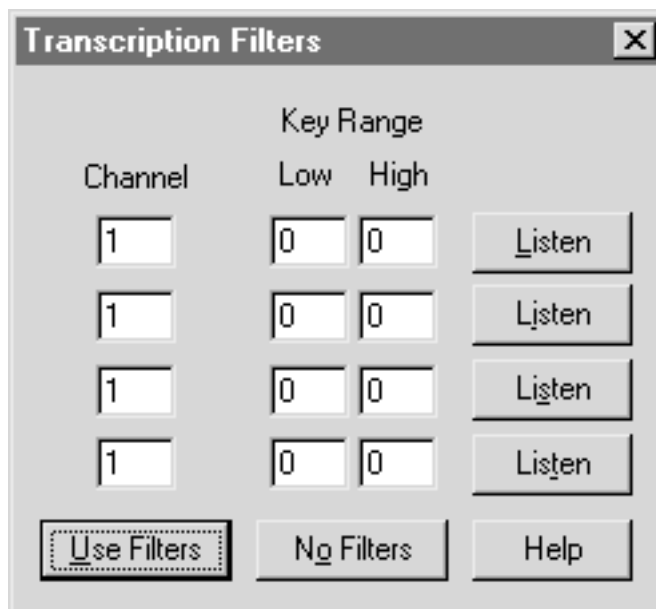 Transcription Filters
Key Range
Channel Low High
1 0 0 Listen
1 0 0 Listen
1 0 0 Listen
1 0 0 Listen
Use Filters No Filters Help